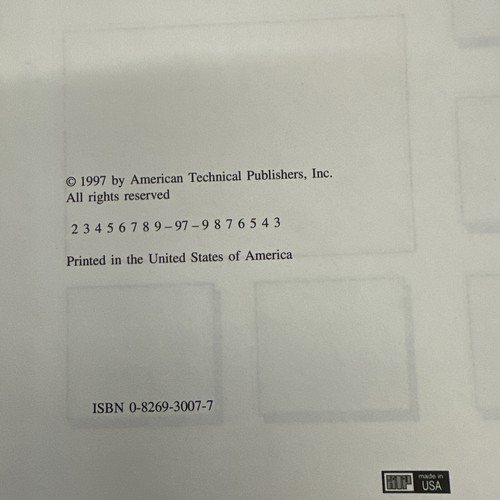 © 1997 by American Technical Publishers, Inc.
All rights reserved
2 3 4 5 6 7 8 9 – 97 – 9 8 7 6 5 4 3
Printed in the United States of America
ISBN 0-8269-3007-7
made in
USA